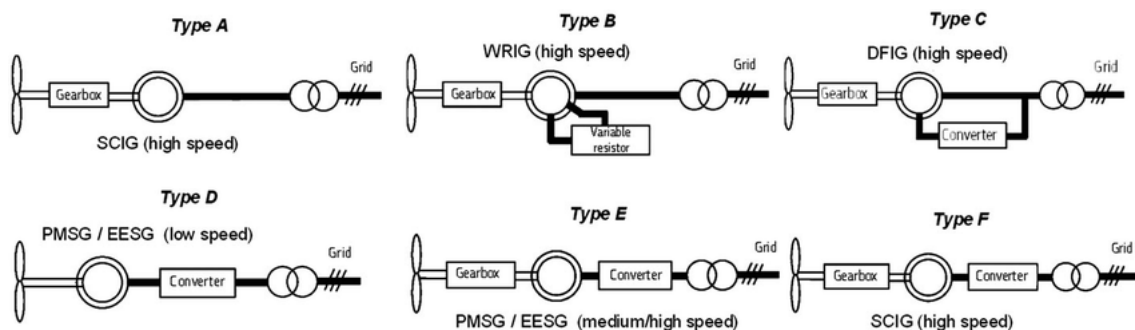 Type A
Gearbox
Grid
SCIG (high speed)
Type B
WRIG (high speed)
Gearbox
Grid
Variable
resistor
Type C
DFIG (high speed)
Gearbox
Grid
Converter
Type D
PMSG / EESG (low speed)
Grid
Converter
Type E
Grid
Gearbox
Converter
PMSG / EESG (medium/high speed)
Type F
Grid
Gearbox
Converter
SCIG (high speed)